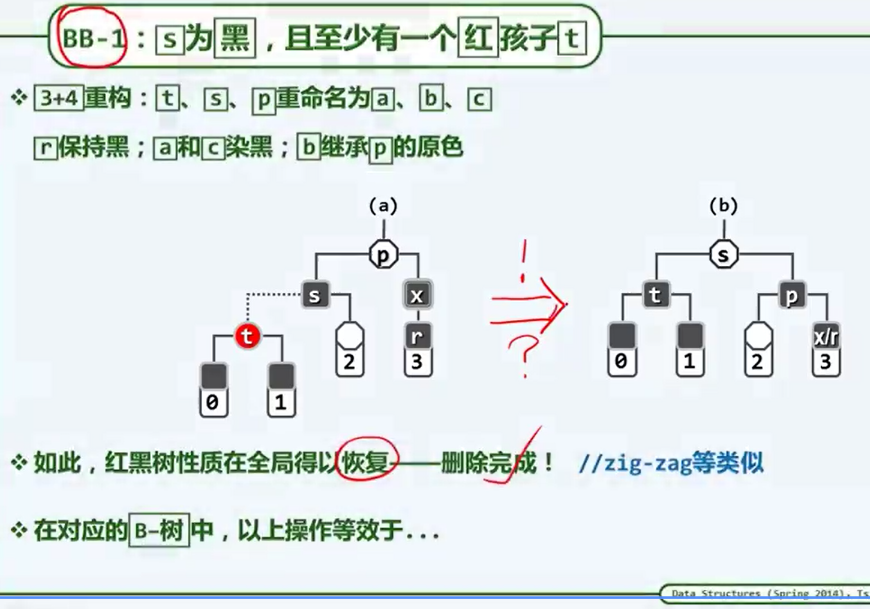 BB-1：s为黑，且至少有一个红孩子t
3+4重构：t、s、p重命名为a、b、c
r保持黑；a和c染黑；b继承p的原色
(a) (b)
p ! s
s x t p
t 2 r 3 ? 0 1 2 x/r 3
0 1
如此，红黑树性质在全局得以恢复——删除完成！ //zig-zag等类似
在对应的B-树中，以上操作等效于...
Data Structures (Spring 2014),